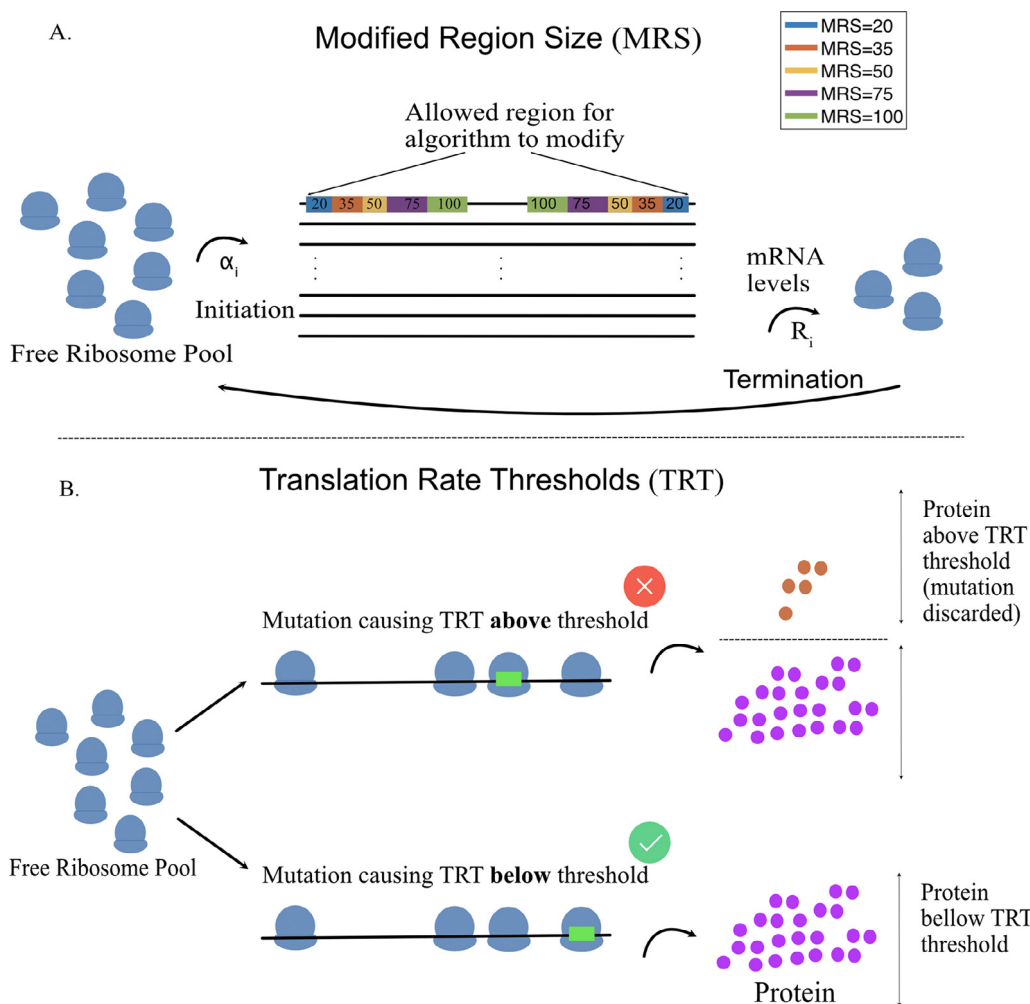 A.
Modified Region Size (MRS)
MRS=20
MRS=35
MRS=50
MRS=75
MRS=100
Allowed region for
algorithm to modify
20 35 50 75 100 100 75 50 35 20
αi
Initiation
mRNA
levels
Ri
Free Ribosome Pool
Termination
B.
Translation Rate Thresholds (TRT)
Protein
above TRT
threshold
(mutation
discarded)
Mutation causing TRT above threshold
Free Ribosome Pool
Mutation causing TRT below threshold
Protein
bellow TRT
threshold
Protein